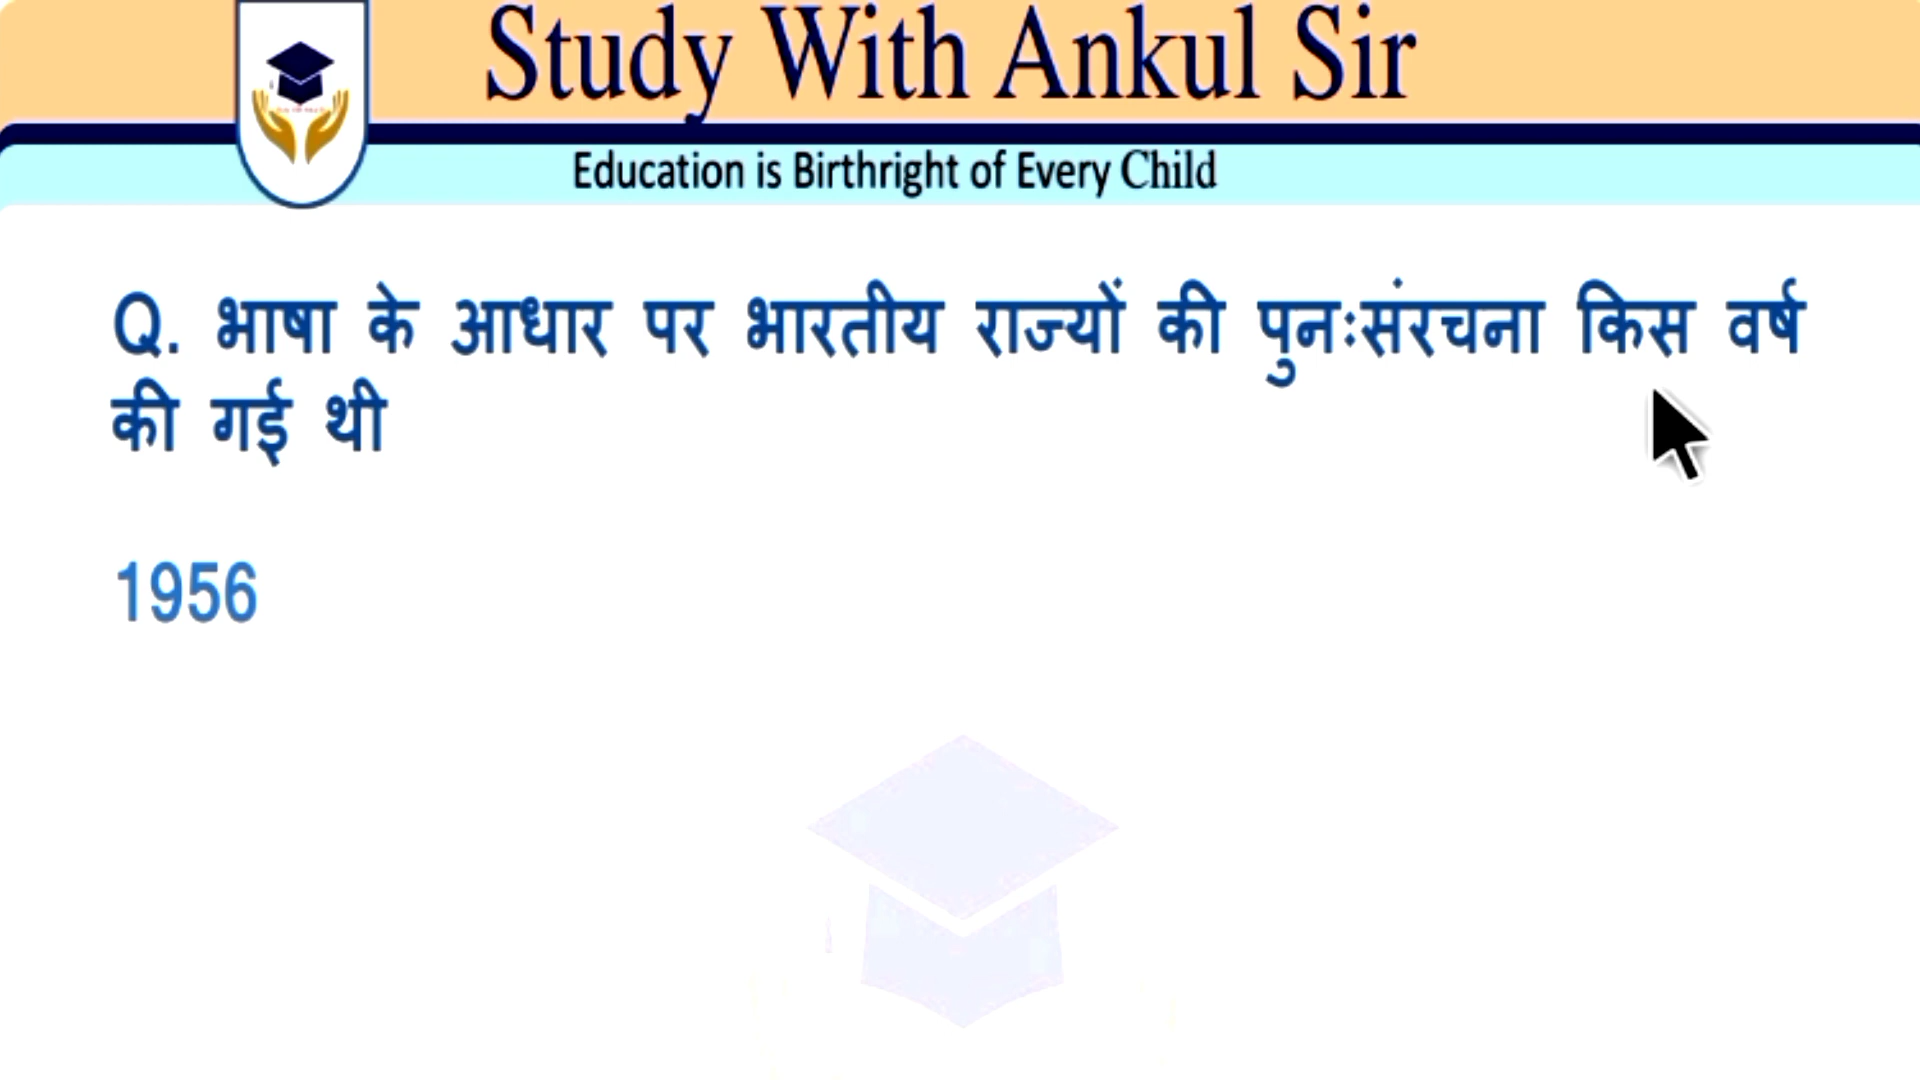 Study With Ankul Sir
Education is Birthright of Every Child
Q. भाषा के आधार पर भारतीय राज्यों की पुनःसंरचना किस वर्ष
की गई थी
1956